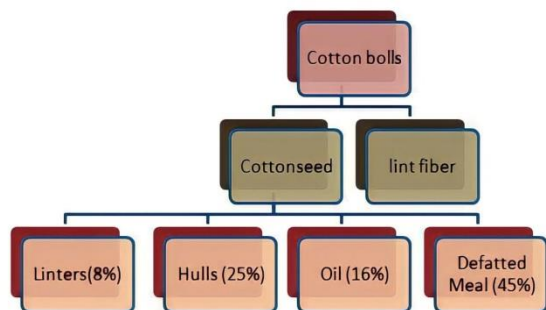 Cotton bolls
Cottonseed
lint fiber
Linters(8%)
Hulls (25%)
Oil (16%)
Defatted
Meal (45%)